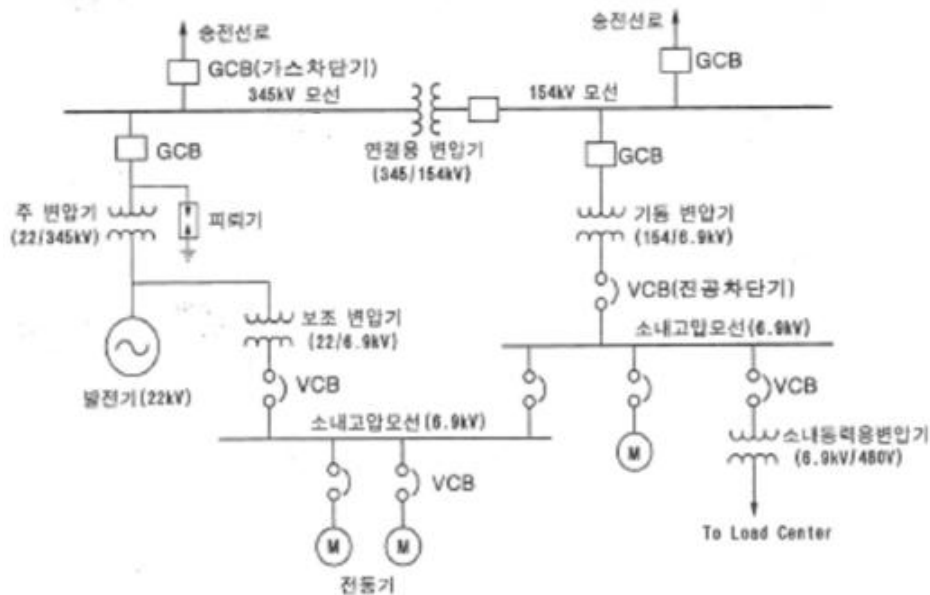 송전선로
GCB(가스차단기)
345kV 모선
송전선로
GCB
154kV 모선
연결용 변압기
(345/154kV)
GCB
GCB
주 변압기
(22/345kV)
피뢰기
기동 변압기
(154/6.9kV)
VCB(진공차단기)
소내고압모선(6.9kV)
보조 변압기
(22/6.9kV)
발전기(22kV)
VCB
VCB
소내고압모선(6.9kV)
소내동력용변압기
(6.9kV/480V)
M
VCB
To Load Center
M
M
전동기